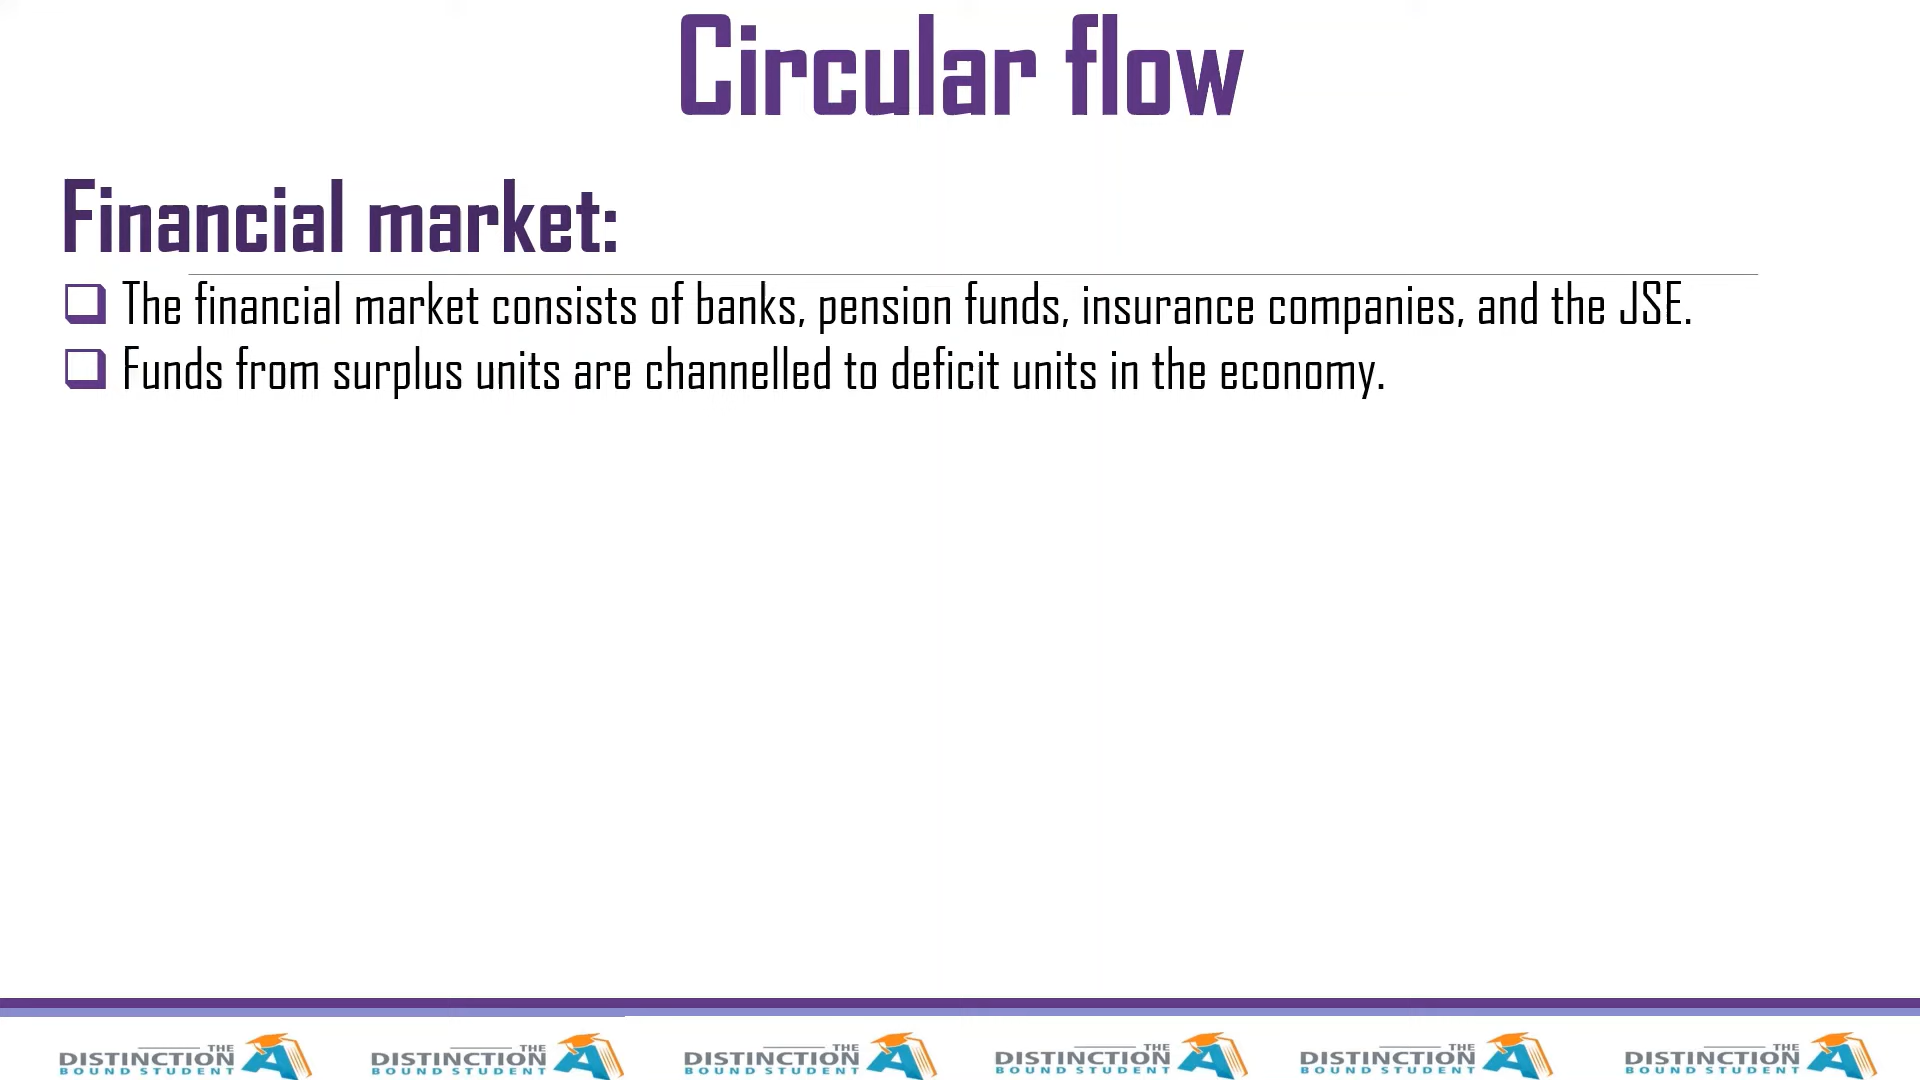 Circular flow
Financial market:
The financial market consists of banks, pension funds, insurance companies, and the JSE.
Funds from surplus units are channelled to deficit units in the economy.
THE DISTINCTION BOUND STUDENT
THE DISTINCTION BOUND STUDENT
THE DISTINCTION BOUND STUDENT
THE DISTINCTION BOUND STUDENT
THE DISTINCTION BOUND STUDENT
THE DISTINCTION BOUND STUDENT